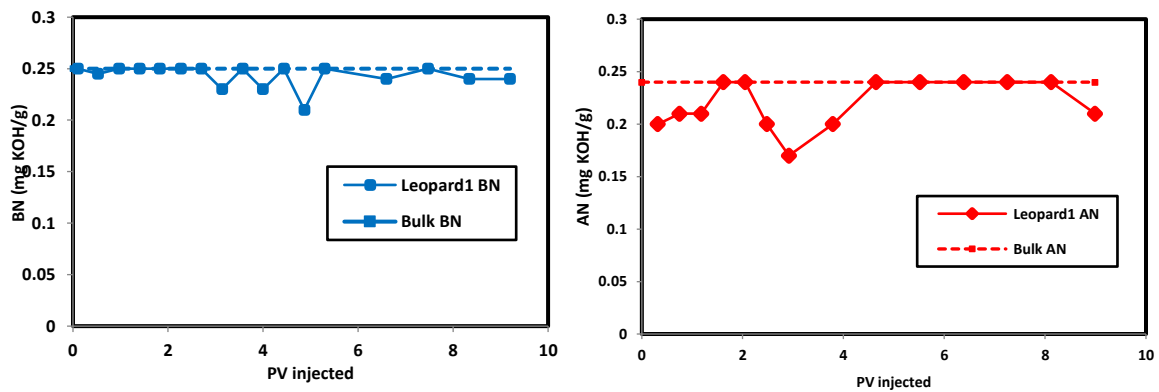 0.3
0.25
0.2
0.15
0.1
0.05
0
BN (mg KOH/g)
Leopard1 BN
Bulk BN
0 2 4 6 8 10
PV injected
0.3
0.25
0.2
0.15
0.1
0.05
0
AN (mg KOH/g)
Leopard1 AN
Bulk AN
0 2 4 6 8 10
PV injected